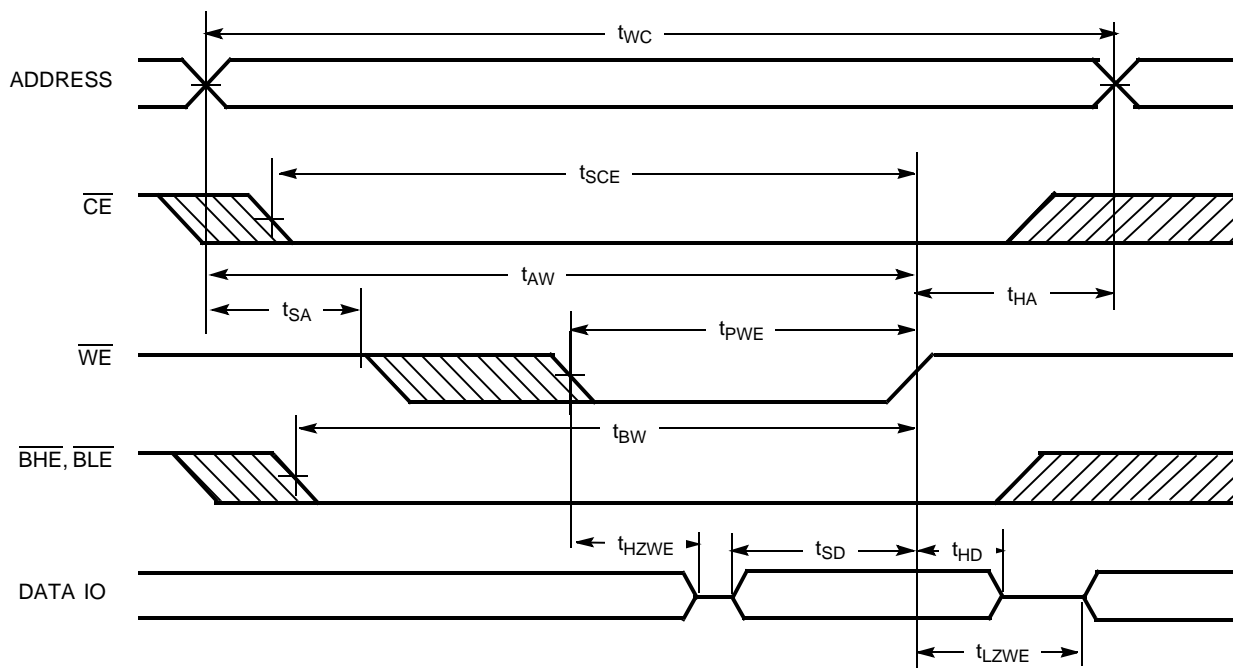 tWC
ADDRESS
tSCE
CE
tAW
tHA
tSA
tPWE
WE
tBW
BHE, BLE
tHZWE
tSD
tHD
DATA IO
tLZWE